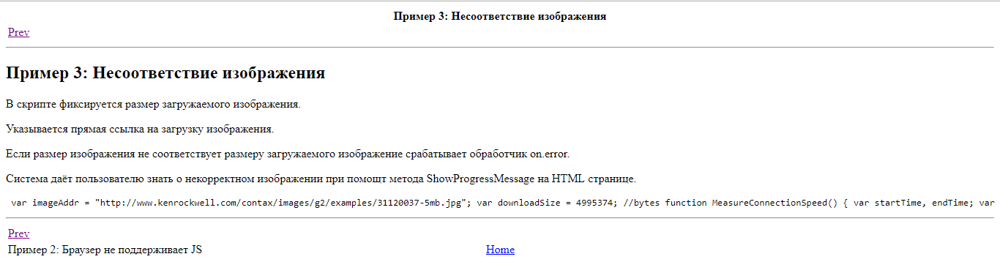 Пример 3: Несоответствие изображения
Prev
Пример 3: Несоответствие изображения
В скрипте фиксируется размер загружаемого изображения.
Указывается прямая ссылка на загрузку изображения.
Если размер изображения не соответствует размеру загружаемого изображение срабатывает обработчик on.error.
Система даёт пользователю знать о некорректном изображении при помощт метода ShowProgressMessage на HTML странице.
var imageAddr = "http://www.kenrockwell.com/contax/images/g2/examples/31120037-5mb.jpg"; var downloadSize = 4995374; //bytes function MeasureConnectionSpeed() { var startTime, endTime; var
Prev
Пример 2: Браузер не поддерживает JS Home